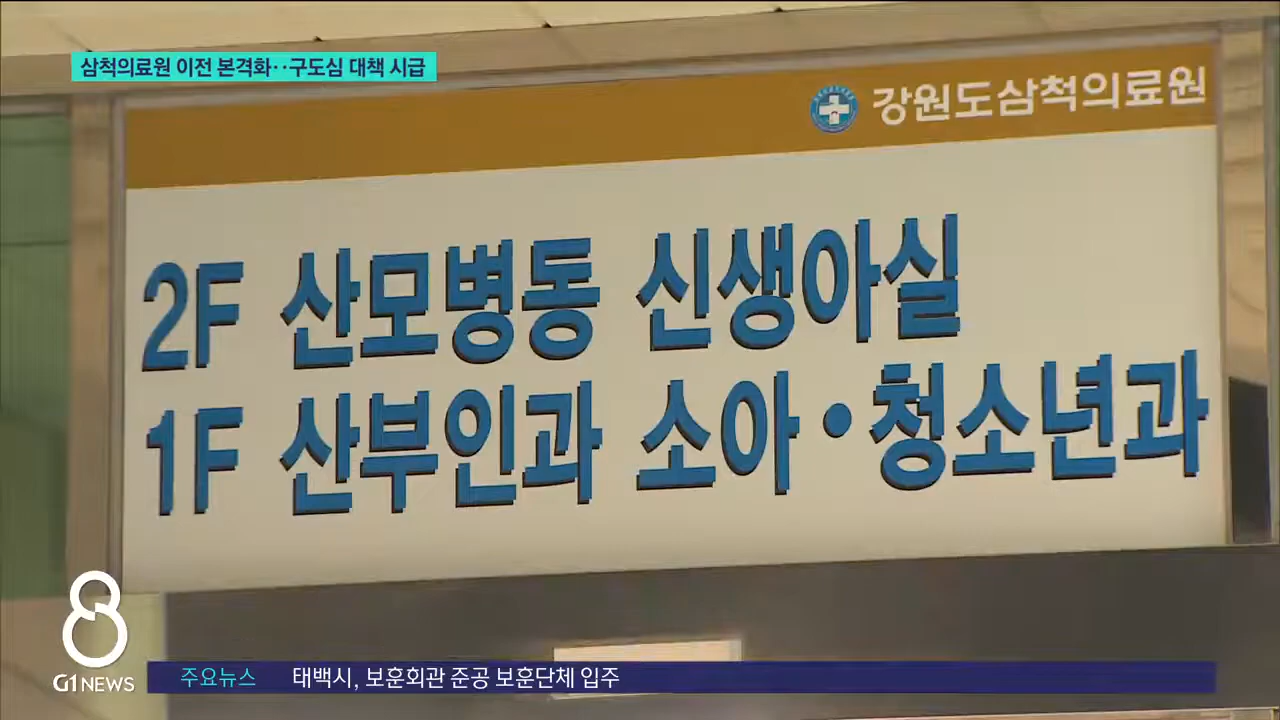 삼척의료원 이전 본격화‥구도심 대책 시급
강원도삼척의료원
2F 산모병동 신생아실
1F 산부인과 소아·청소년과
8
G1 NEWS
주요뉴스 태백시, 보훈회관 준공 보훈단체 입주